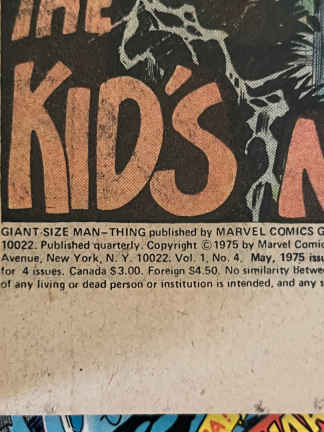 THE
KID'S
GIANT-SIZE MAN-THING published by MARVEL COMICS G
10022. Published quarterly. Copyright © 1975 by Marvel Comic
Avenue, New York, N. Y. 10022. Vol. 1, No. 4. May, 1975 issu
for 4 issues. Canada $3.00. Foreign $4.50. No similarity betwee
of any living or dead person or institution is intended, and any s